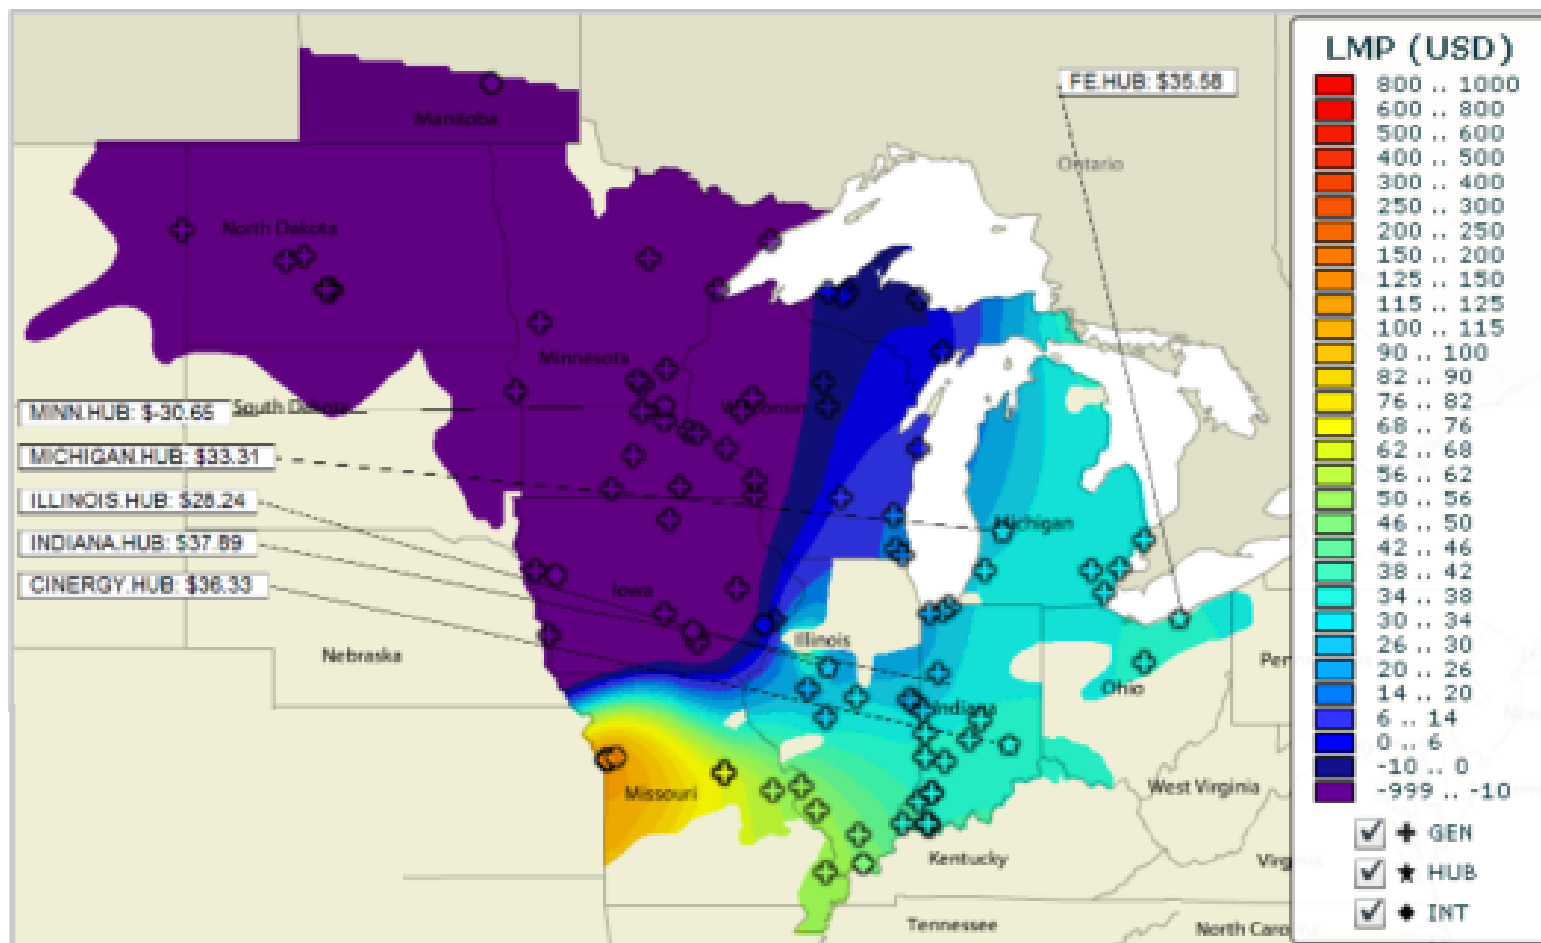 LMP (USD)
800 .. 1000
600 .. 800
500 .. 600
400 .. 500
300 .. 400
250 .. 300
200 .. 250
150 .. 200
125 .. 150
115 .. 125
100 .. 115
90 .. 100
82 .. 90
76 .. 82
68 .. 76
62 .. 68
56 .. 62
50 .. 56
46 .. 50
42 .. 46
38 .. 42
34 .. 38
30 .. 34
26 .. 30
20 .. 26
14 .. 20
6 .. 14
0 .. 6
-10 .. 0
-999 .. -10
GEN
HUB
INT
FE.HUB: $35.58
Manitoba
Ontario
North Dakota
Minnesota
MINN.HUB: $-30.65
South Dakota
Wisconsin
MICHIGAN.HUB: $33.31
ILLINOIS.HUB: $28.24
Michigan
INDIANA.HUB: $37.89
CINERGY.HUB: $36.33
Iowa
Illinois
Nebraska
Ohio
Indiana
Missouri
West Virginia
Kentucky
Tennessee
North Caro